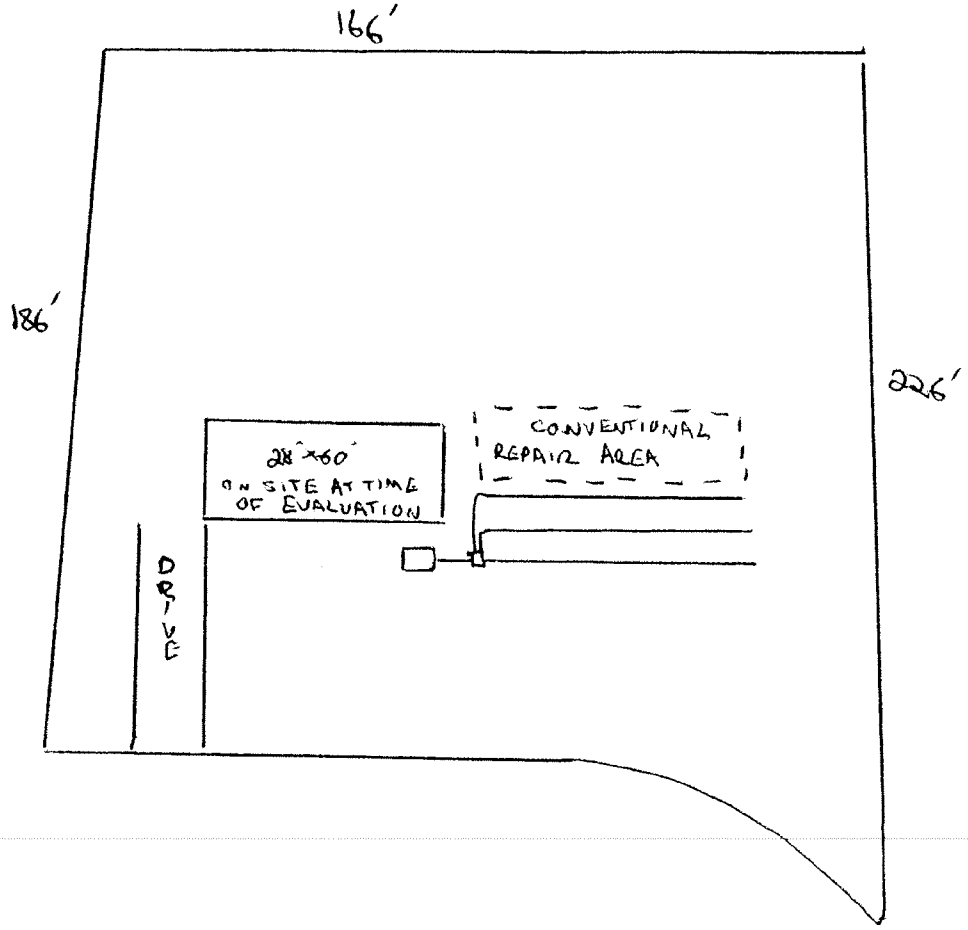 166'
186'
226'
28'x60'
ON SITE AT TIME
OF EVALUATION
CONVENTIONAL
REPAIR AREA
DRIVE